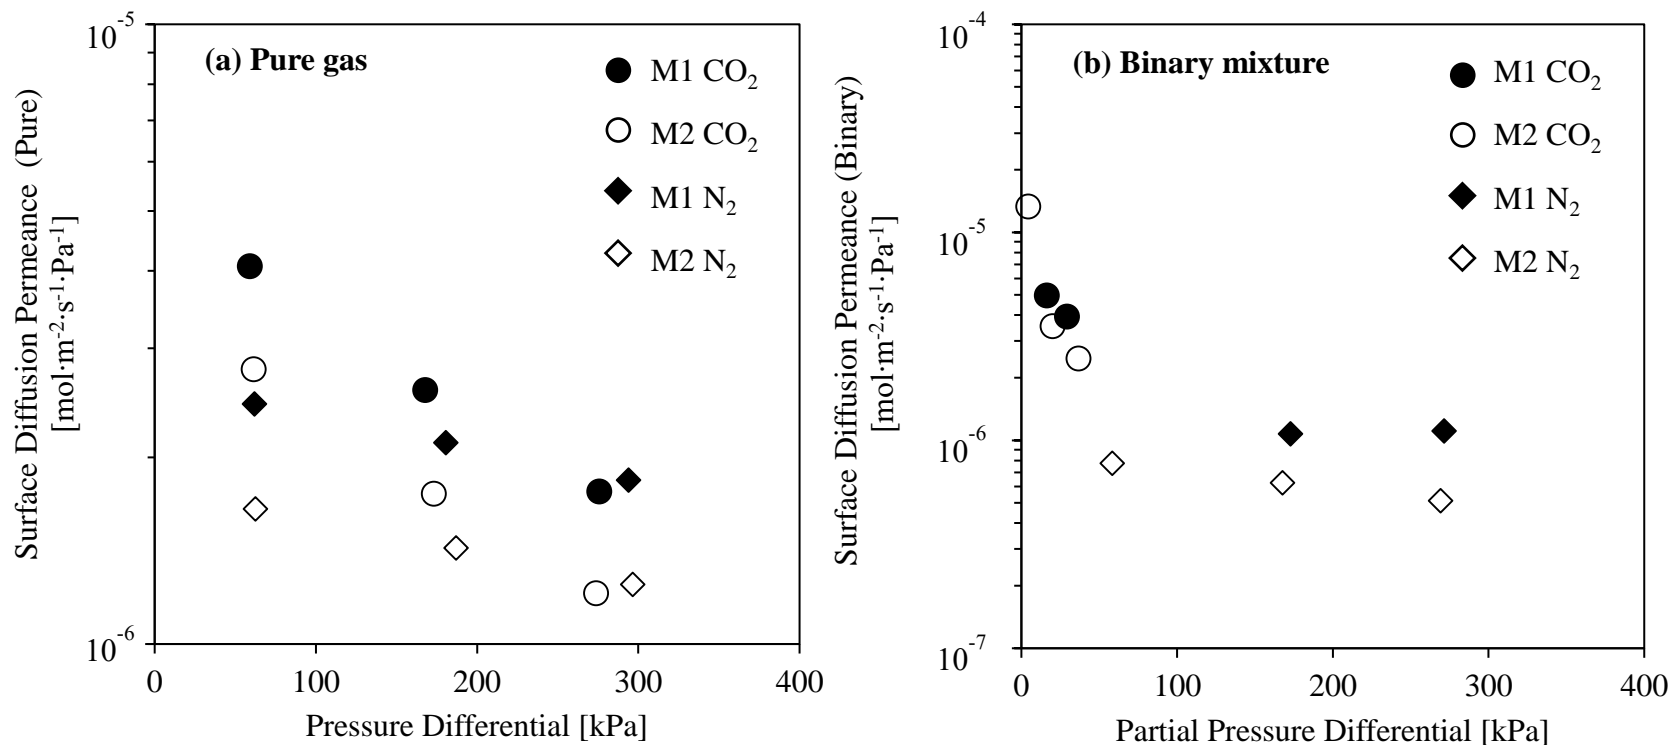 (a) Pure gas
M1 CO₂
M2 CO₂
M1 N₂
M2 N₂
10⁻⁵
10⁻⁶
0
100
200
300
400
Pressure Differential [kPa]
Surface Diffusion Permeance (Pure)
[mol·m⁻²·s⁻¹·Pa⁻¹]
(b) Binary mixture
M1 CO₂
M2 CO₂
M1 N₂
M2 N₂
10⁻⁴
10⁻⁵
10⁻⁶
10⁻⁷
0
100
200
300
400
Partial Pressure Differential [kPa]
Surface Diffusion Permeance (Binary)
[mol·m⁻²·s⁻¹·Pa⁻¹]